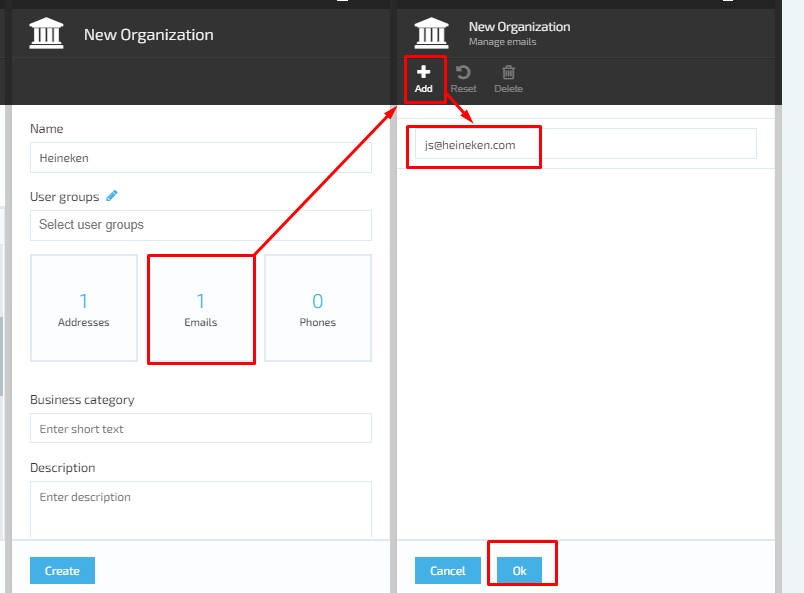 New Organization
Name
Heineken
User groups
Select user groups
1
Addresses
1
Emails
0
Phones
Business category
Enter short text
Description
Enter description
Create
New Organization
Manage emails
Add
Reset
Delete
js@heineken.com
Cancel
Ok